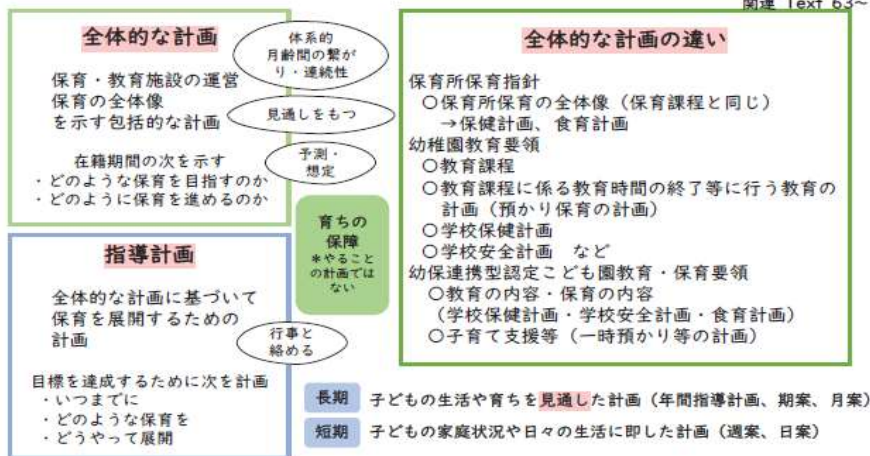 関連 Text 63~
全体的な計画
保育・教育施設の運営
保育の全体像
を示す包括的な計画
在籍期間の次を示す
・どのような保育を目指すのか
・どのように保育を進めるのか
体系的
月齢間の繋が
り・連続性
見通しをもつ
予測・
想定
育ちの
保障
*やること
の計画では
ない
指導計画
全体的な計画に基づいて
保育を展開するための
計画
行事と
絡める
目標を達成するために次を計画
・いつまでに
・どのような保育を
・どうやって展開
全体的な計画の違い
保育所保育指針
〇保育所保育の全体像(保育課程と同じ)
→保健計画、食育計画
幼稚園教育要領
〇教育課程
〇教育課程に係る教育時間の終了等に行う教育の
計画(預かり保育の計画)
〇学校保健計画
〇学校安全計画 など
幼保連携型認定こども園教育・保育要領
〇教育の内容・保育の内容
(学校保健計画・学校安全計画・食育計画)
〇子育て支援等(一時預かり等の計画)
長期 子どもの生活や育ちを見通した計画(年間指導計画、期案、月案)
短期 子どもの家庭状況や日々の生活に即した計画(週案、日案)